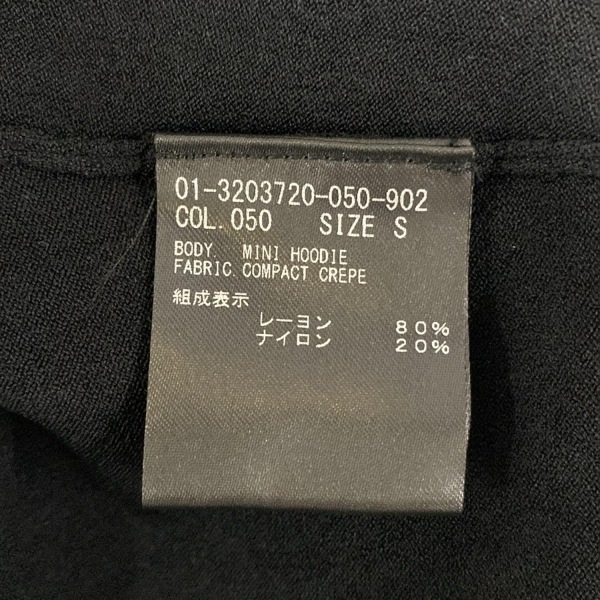 01-3203720-050-902
COL.050 SIZE S
BODY. MINI HOODIE
FABRIC.COMPACT CREPE
組成表示
レーヨン 80%
ナイロン 20%